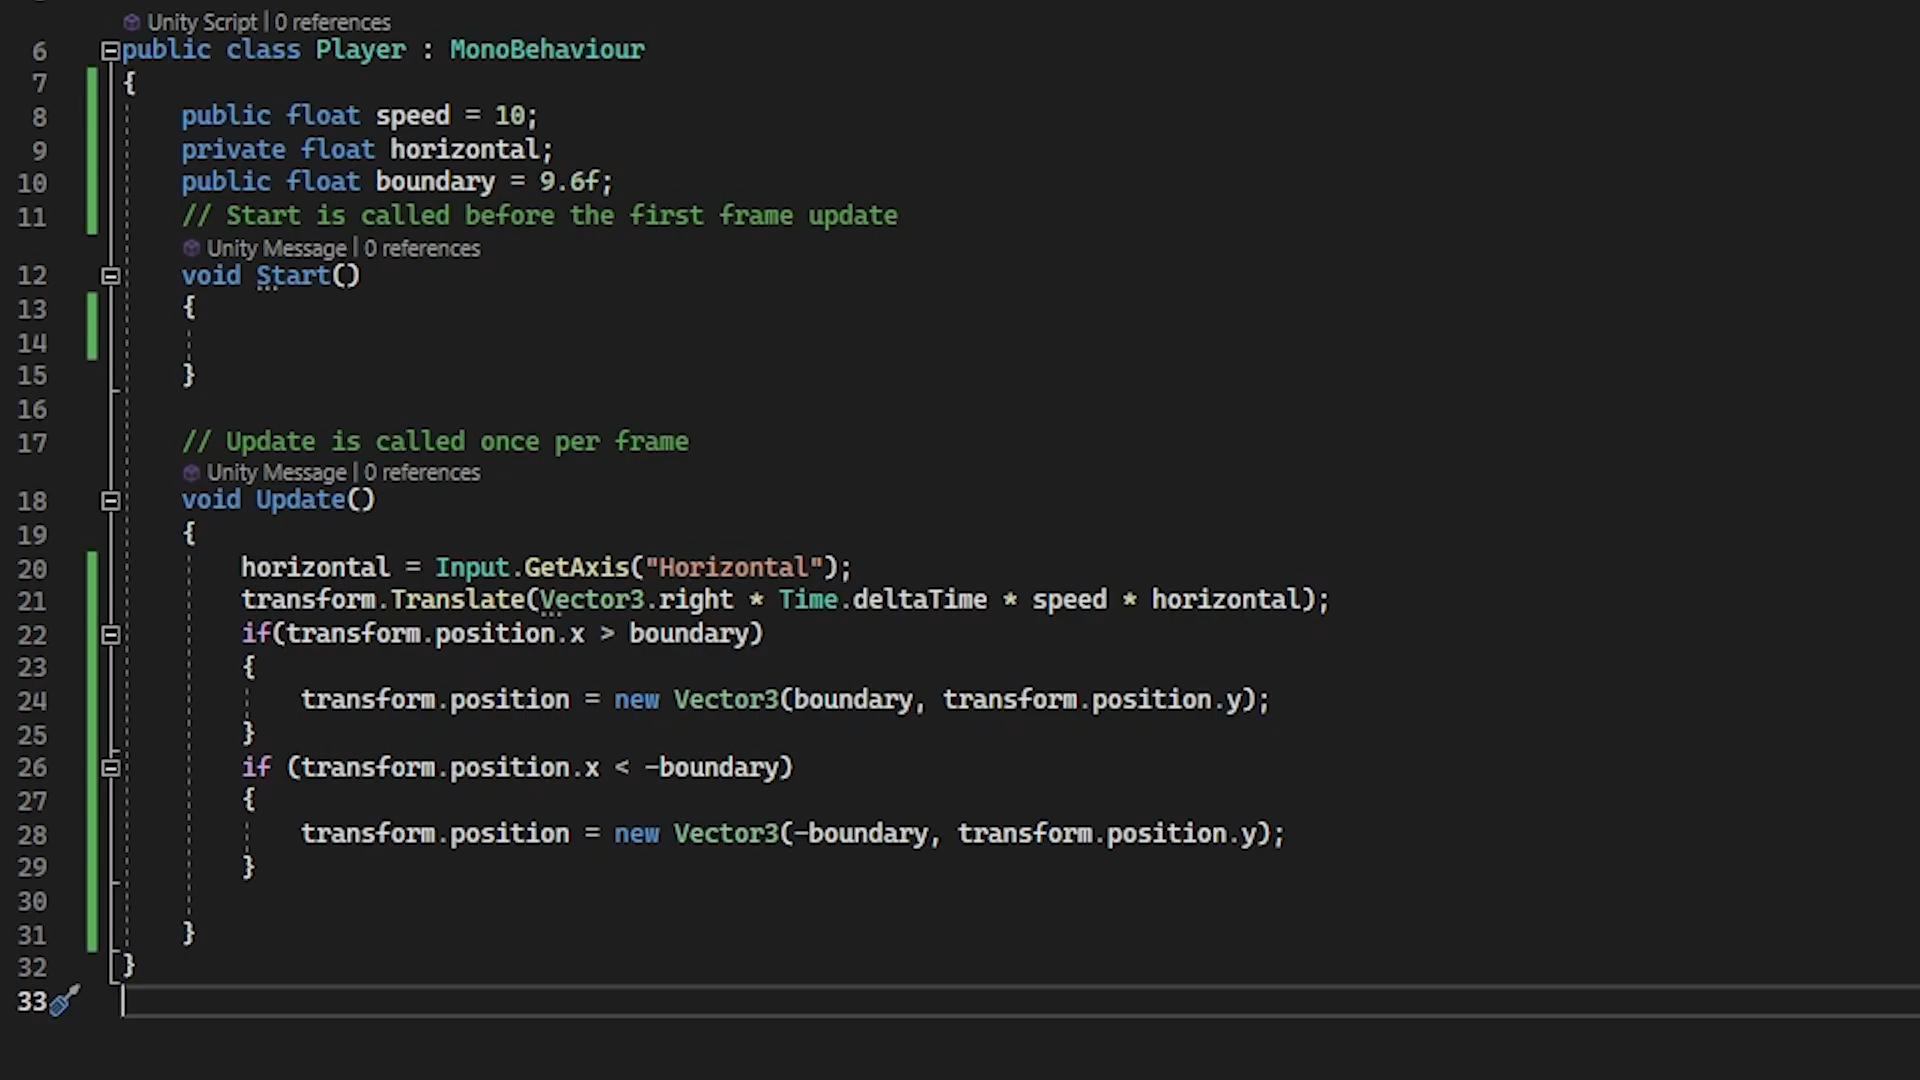 Unity Script | 0 references
6 public class Player : MonoBehaviour
7 {
8 public float speed = 10;
9 private float horizontal;
10 public float boundary = 9.6f;
11 // Start is called before the first frame update
Unity Message | 0 references
12 void Start()
13 {
14
15 }
16
17 // Update is called once per frame
Unity Message | 0 references
18 void Update()
19 {
20 horizontal = Input.GetAxis("Horizontal");
21 transform.Translate(Vector3.right * Time.deltaTime * speed * horizontal);
22 if(transform.position.x > boundary)
23 {
24 transform.position = new Vector3(boundary, transform.position.y);
25 }
26 if (transform.position.x < -boundary)
27 {
28 transform.position = new Vector3(-boundary, transform.position.y);
29 }
30
31 }
32 }
33